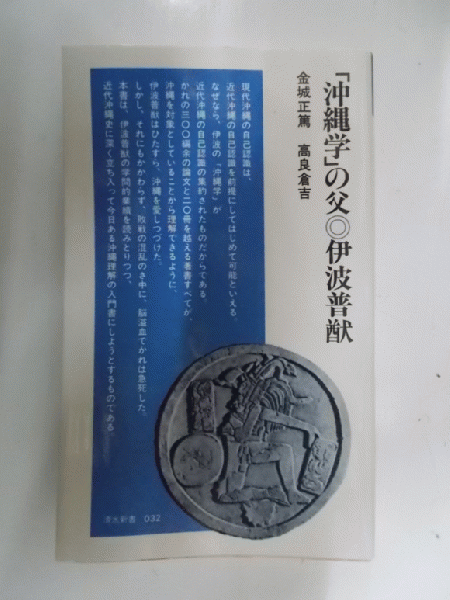 「沖縄学」の父◎伊波普猷
金城正篤　高良倉吉
現代沖縄の自己認識は、
近代沖縄の自己認識を前提にしてはじめて可能といえる。
なぜなら、伊波の「沖縄学」が
近代沖縄の自己認識の集約されたものだからである。
かれの三〇〇編余の論文と二〇冊を越える著書すべてが、
沖縄を対象としていることから理解できるように、
伊波普猷はひたすら、沖縄を愛しつづけた。
しかし、それにもかかわらず、敗戦の混乱のさ中に、脳溢血でかれは急死した。
本書は、伊波普猷の学問的業績を読みとりつつ、
近代沖縄史に深く立ち入って今日ある沖縄理解の入門書にしようとするものである。
清水新書 032